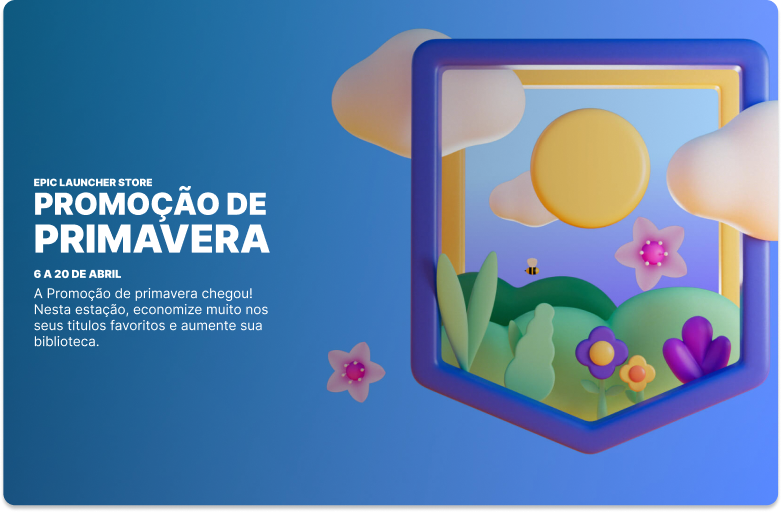 EPIC LAUNCHER STORE
PROMOÇÃO DE
PRIMAVERA
6 A 20 DE ABRIL
A Promoção de primavera chegou!
Nesta estação, economize muito nos
seus titulos favoritos e aumente sua
biblioteca.